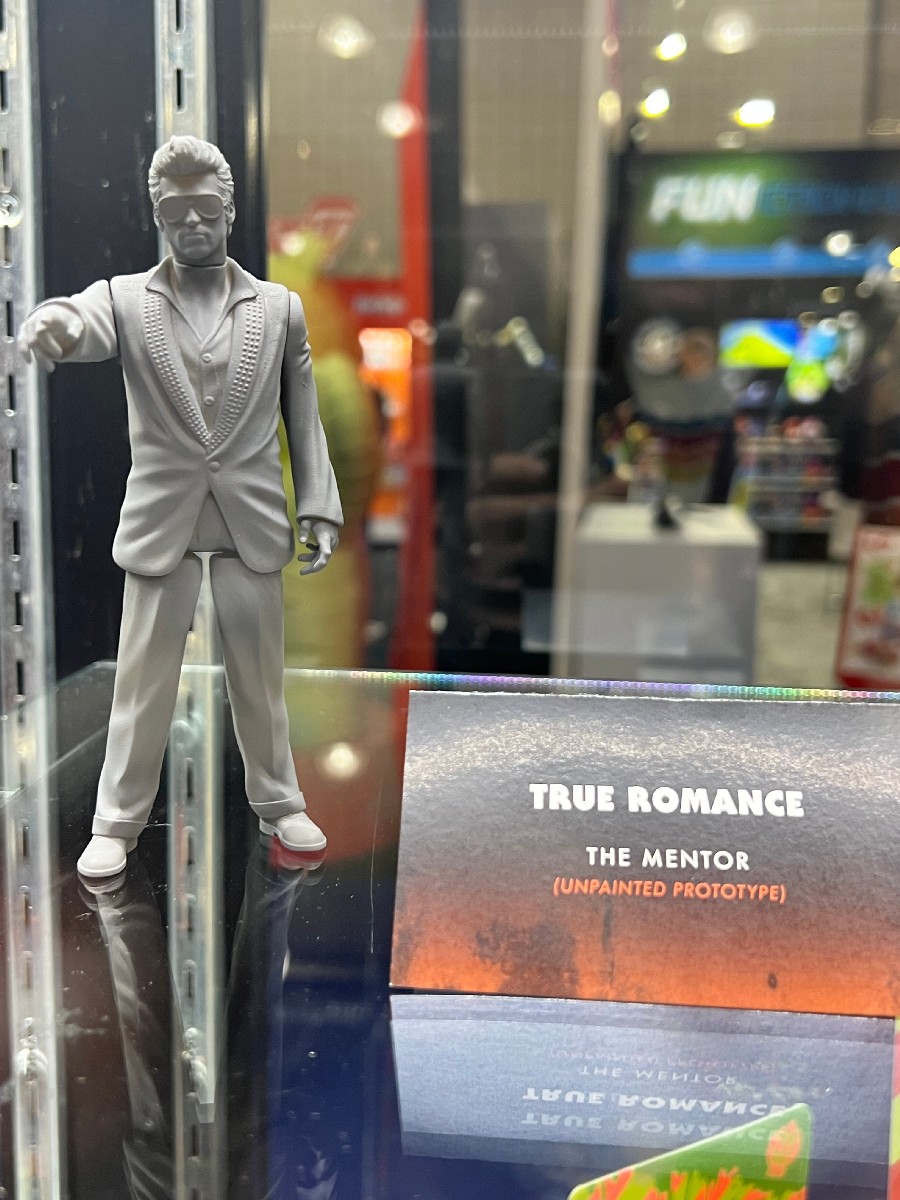 FUN
TRUE ROMANCE
THE MENTOR
(UNPAINTED PROTOTYPE)